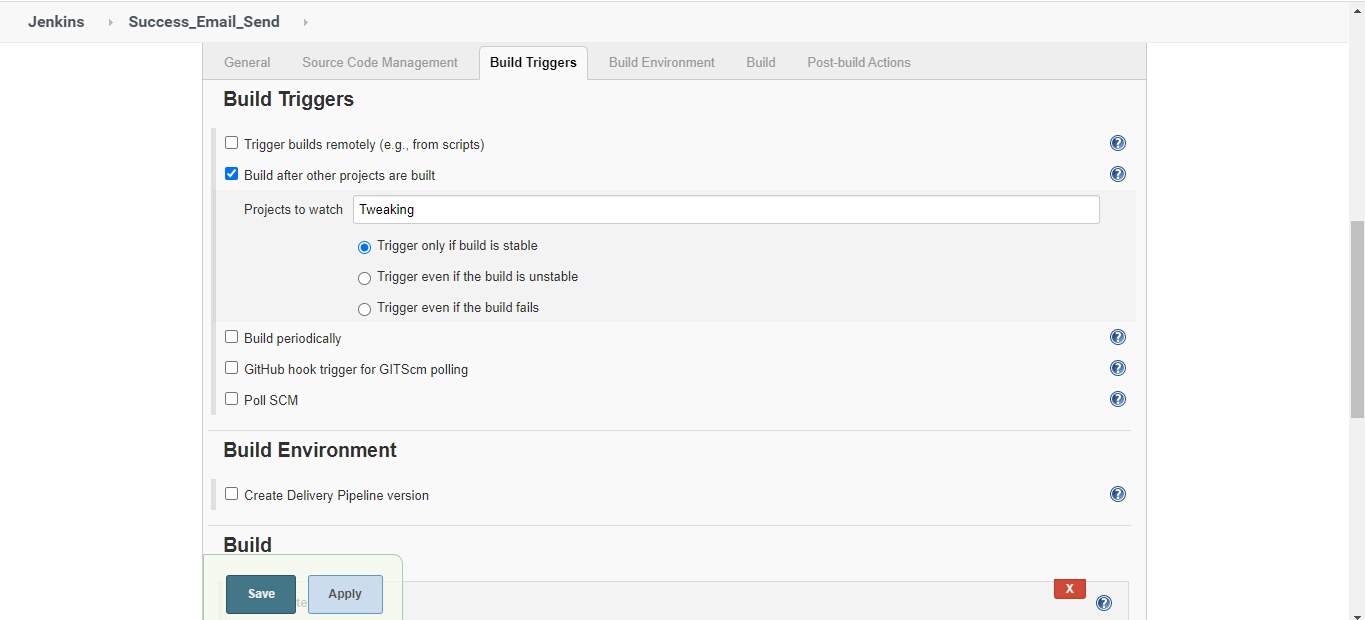 Jenkins Success_Email_Send
General Source Code Management Build Triggers Build Environment Build Post-build Actions
Build Triggers
Trigger builds remotely (e.g., from scripts)
Build after other projects are built
Projects to watch Tweaking
Trigger only if build is stable
Trigger even if the build is unstable
Trigger even if the build fails
Build periodically
GitHub hook trigger for GITScm polling
Poll SCM
Build Environment
Create Delivery Pipeline version
Build
X
Save Apply